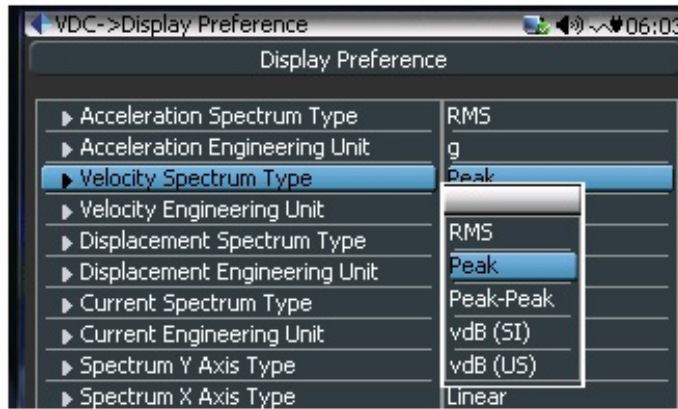 VDC->Display Preference 06:03
Display Preference
Acceleration Spectrum Type RMS
Acceleration Engineering Unit g
Velocity Spectrum Type Peak
Velocity Engineering Unit
Displacement Spectrum Type
Displacement Engineering Unit
Current Spectrum Type
Current Engineering Unit
Spectrum Y Axis Type
Spectrum X Axis Type Linear
RMS
Peak
Peak-Peak
vdB (SI)
vdB (US)